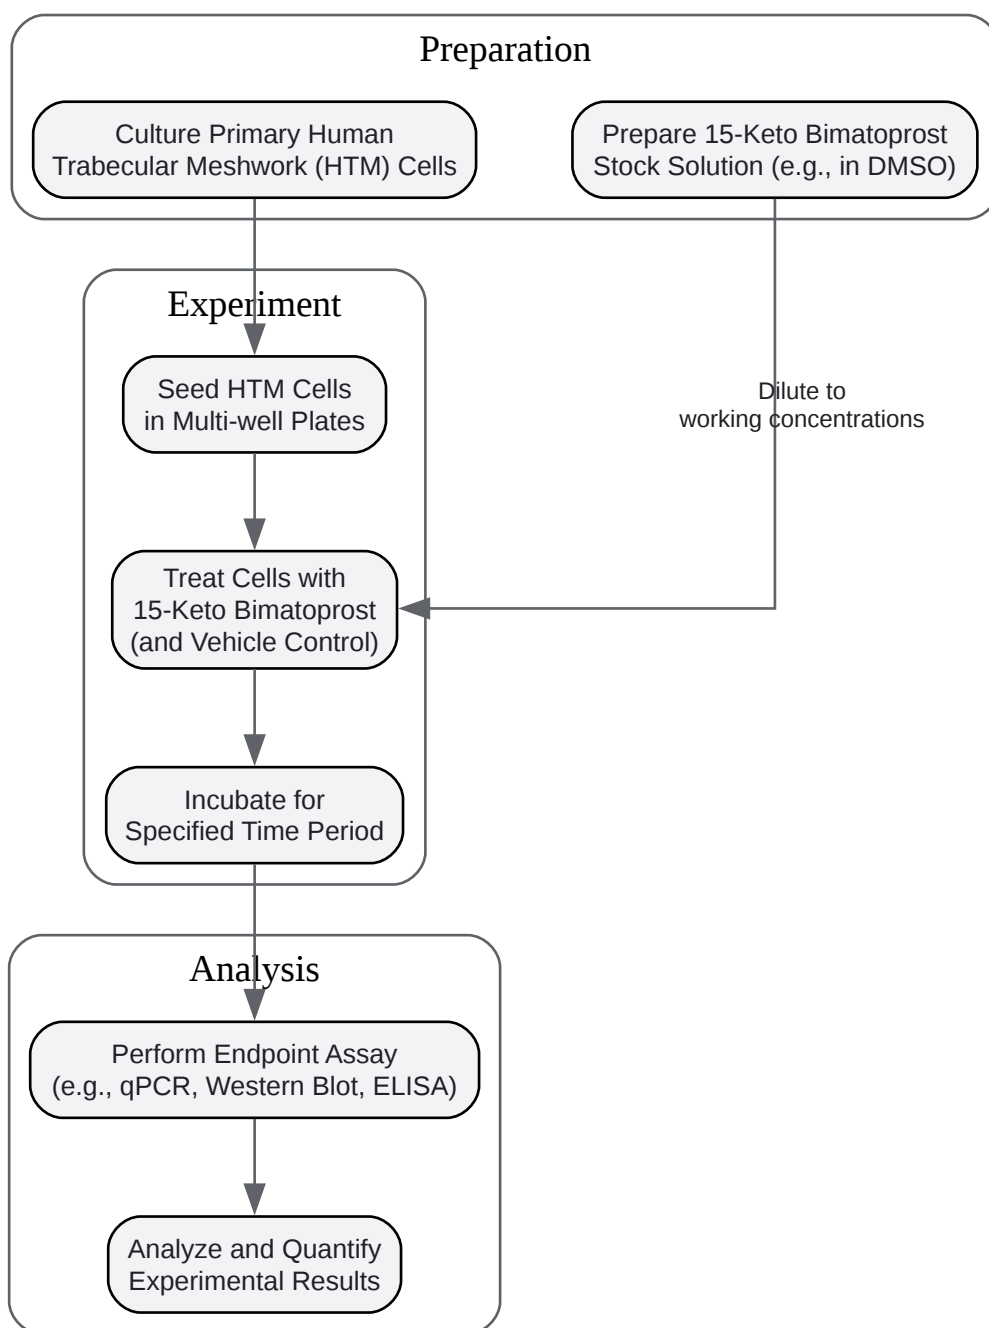 Preparation
Culture Primary Human
Trabecular Meshwork (HTM) Cells
Prepare 15-Keto Bimatoprost
Stock Solution (e.g., in DMSO)
Experiment
Seed HTM Cells
in Multi-well Plates
Dilute to
working concentrations
Treat Cells with
15-Keto Bimatoprost
(and Vehicle Control)
Incubate for
Specified Time Period
Analysis
Perform Endpoint Assay
(e.g., qPCR, Western Blot, ELISA)
Analyze and Quantify
Experimental Results